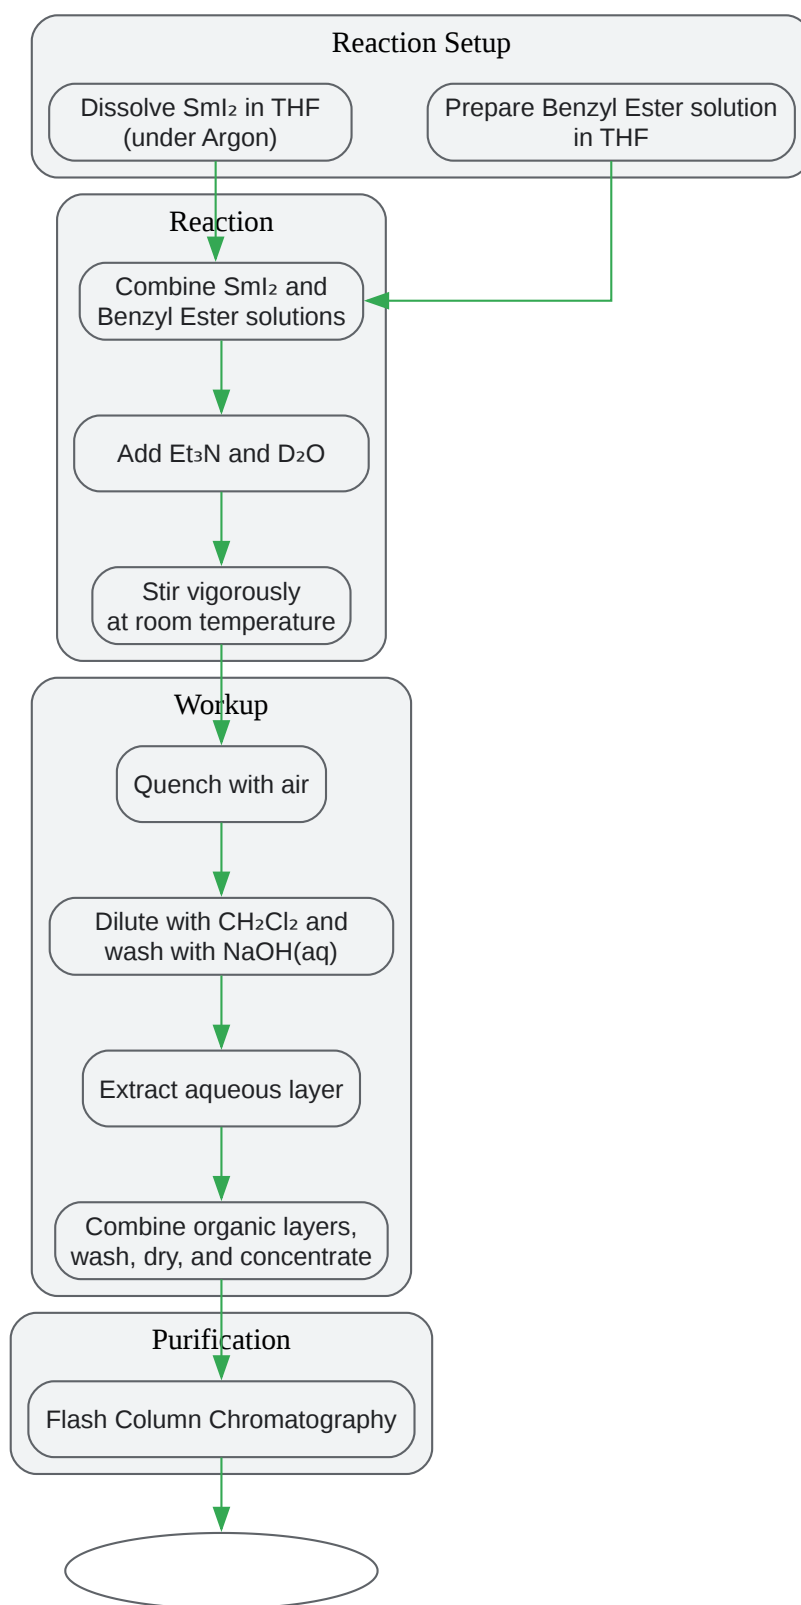 Reaction Setup
Dissolve SmI₂ in THF
(under Argon)
Prepare Benzyl Ester solution
in THF
Reaction
Combine SmI₂ and
Benzyl Ester solutions
Add Et₃N and D₂O
Stir vigorously
at room temperature
Workup
Quench with air
Dilute with CH₂Cl₂ and
wash with NaOH(aq)
Extract aqueous layer
Combine organic layers,
wash, dry, and concentrate
Purification
Flash Column Chromatography